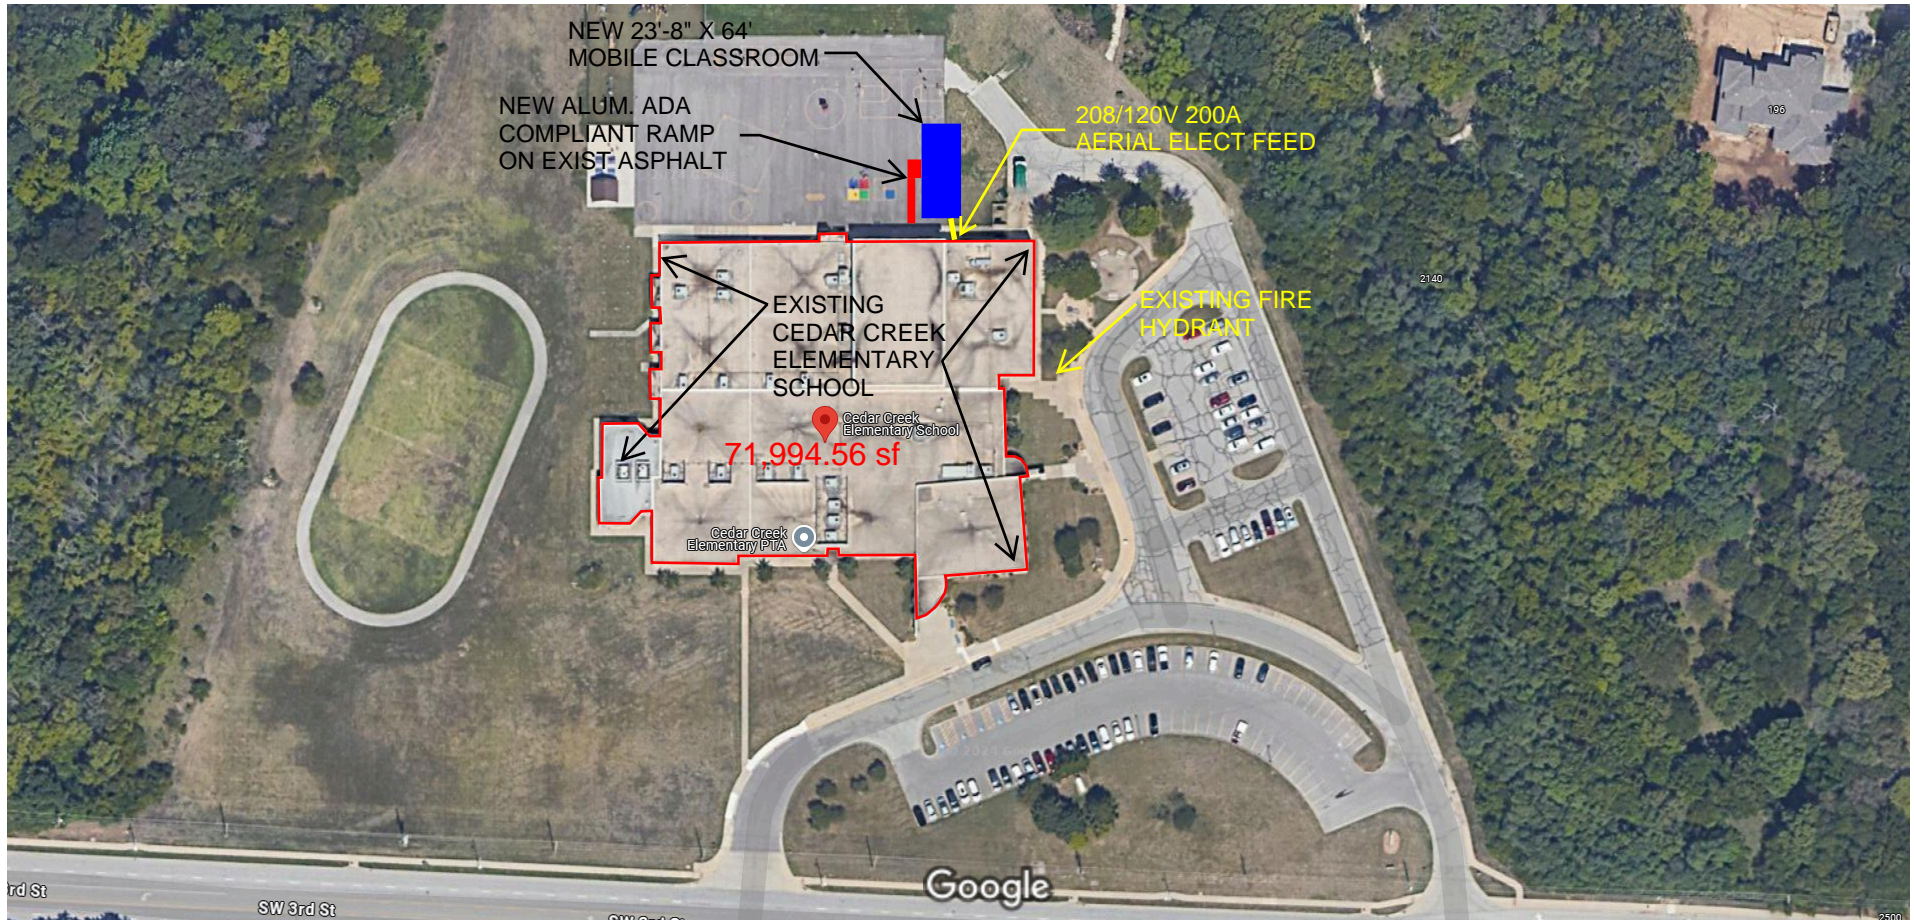 NEW 23'-8" X 64'
MOBILE CLASSROOM
NEW ALUM. ADA
COMPLIANT RAMP
ON EXIST ASPHALT
208/120V 200A
AERIAL ELECT FEED
196
2140
EXISTING FIRE
HYDRANT
EXISTING
CEDAR CREEK
ELEMENTARY
SCHOOL
Cedar Creek
Elementary School
71,994.56 sf
Cedar Creek
Elementary PTA
Google
rd St
SW 3rd St
2500